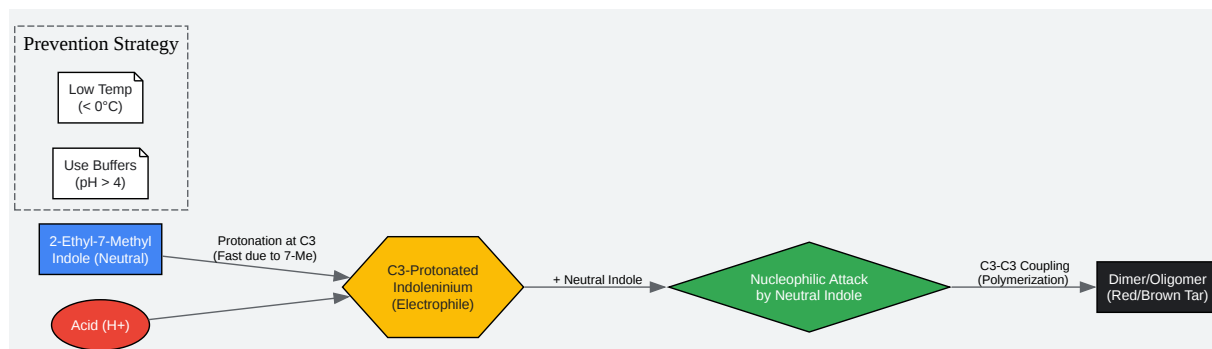 Prevention Strategy
Low Temp
(< 0°C)
Use Buffers
(pH > 4)
2-Ethyl-7-Methyl
Indole (Neutral)
Acid (H+)
Protonation at C3
(Fast due to 7-Me)
C3-Protonated
Indoleninium
(Electrophile)
+ Neutral Indole
Nucleophilic Attack
by Neutral Indole
C3-C3 Coupling
(Polymerization)
Dimer/Oligomer
(Red/Brown Tar)